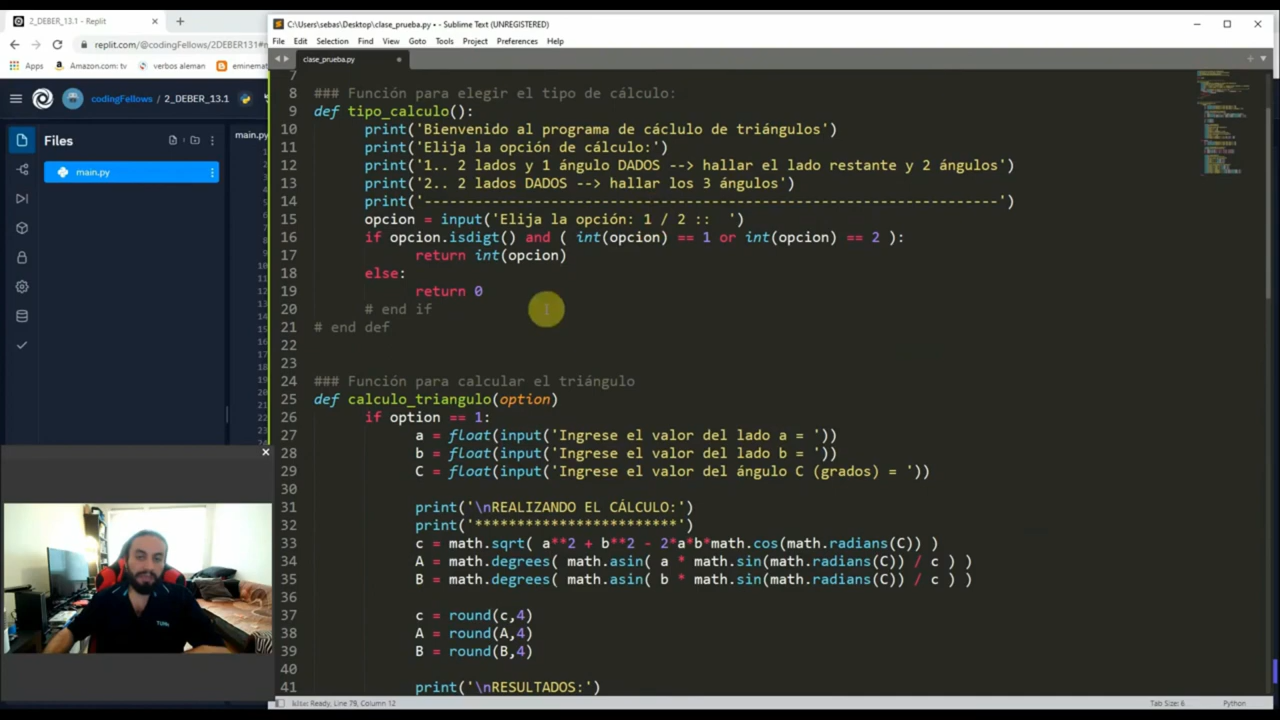 2_DEBER_13.1 - Replit
C:\Users\sebas\Desktop\clase_prueba.py • - Sublime Text (UNREGISTERED)
File Edit Selection Find View Goto Tools Project Preferences Help
replit.com/@codingFellows/2DEBER131#m
Apps Amazon.com: tv verbos aleman eminemat
clase_prueba.py
codingFellows / 2_DEBER_13.1
Files
main.py
main.py
7
8 ### Función para elegir el tipo de cálculo:
9 def tipo_calculo():
10 print('Bienvenido al programa de cáclulo de triángulos')
11 print('Elija la opción de cálculo:')
12 print('1.. 2 lados y 1 ángulo DADOS --> hallar el lado restante y 2 ángulos')
13 print('2.. 2 lados DADOS --> hallar los 3 ángulos')
14 print('--------------------------------------------------------------------')
15 opcion = input('Elija la opción: 1 / 2 ::  ')
16 if opcion.isdigt() and ( int(opcion) == 1 or int(opcion) == 2 ):
17 return int(opcion)
18 else:
19 return 0
20 # end if
21 # end def
22
23
24 ### Función para calcular el triángulo
25 def calculo_triangulo(option)
26 if option == 1:
27 a = float(input('Ingrese el valor del lado a = '))
28 b = float(input('Ingrese el valor del lado b = '))
29 C = float(input('Ingrese el valor del ángulo C (grados) = '))
30
31 print('\nREALIZANDO EL CÁLCULO:')
32 print('************************')
33 c = math.sqrt( a**2 + b**2 - 2*a*b*math.cos(math.radians(C)) )
34 A = math.degrees( math.asin( a * math.sin(math.radians(C)) / c ) )
35 B = math.degrees( math.asin( b * math.sin(math.radians(C)) / c ) )
36
37 c = round(c,4)
38 A = round(A,4)
39 B = round(B,4)
40
41 print('\nRESULTADOS:')
Ready, Line 79, Column 12
Tab Size: 6 Python